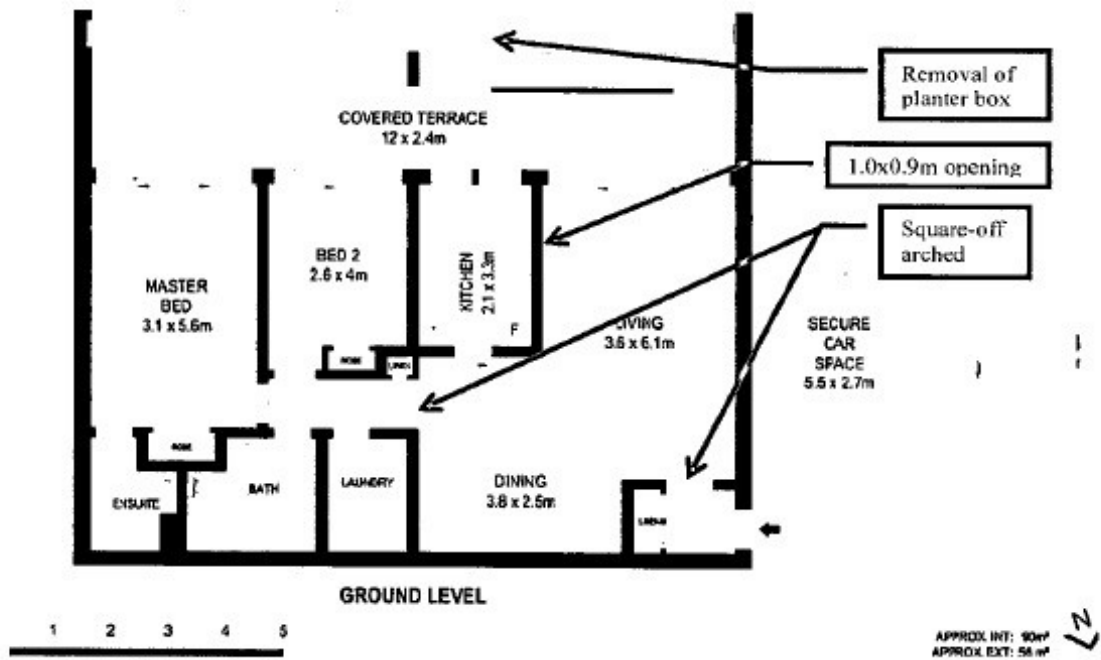 Removal of
planter box
COVERED TERRACE
12 x 2.4m
1.0x0.9m opening
Square-off
arched
BED 2
2.6 x 4m
KITCHEN
2.1 x 3.3m
MASTER
BED
3.1 x 5.6m
F
LIVING
3.6 x 6.1m
SECURE
CAR
SPACE
5.5 x 2.7m
ROBE
LINEN
ROBE
ENSUITE
BATH
LAUNDRY
DINING
3.8 x 2.5m
GROUND LEVEL
1 2 3 4 5
APPROX. INT: 90m²
APPROX. EXT: 56 m²
N